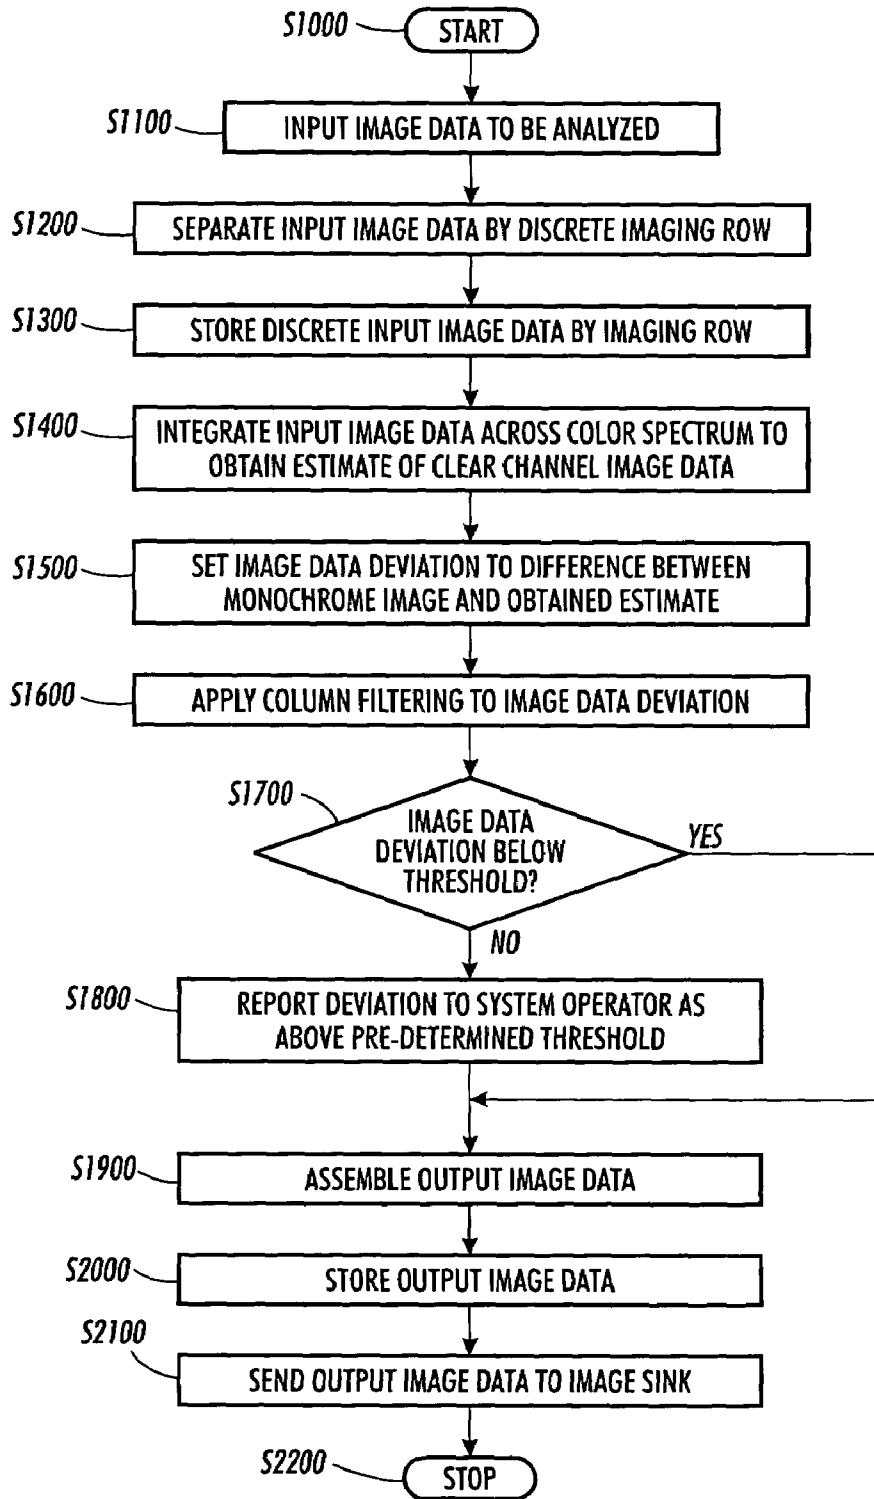 S1000
START
S1100
INPUT IMAGE DATA TO BE ANALYZED
S1200
SEPARATE INPUT IMAGE DATA BY DISCRETE IMAGING ROW
S1300
STORE DISCRETE INPUT IMAGE DATA BY IMAGING ROW
S1400
INTEGRATE INPUT IMAGE DATA ACROSS COLOR SPECTRUM TO
OBTAIN ESTIMATE OF CLEAR CHANNEL IMAGE DATA
S1500
SET IMAGE DATA DEVIATION TO DIFFERENCE BETWEEN
MONOCHROME IMAGE AND OBTAINED ESTIMATE
S1600
APPLY COLUMN FILTERING TO IMAGE DATA DEVIATION
S1700
IMAGE DATA
DEVIATION BELOW
THRESHOLD?
YES
NO
S1800
REPORT DEVIATION TO SYSTEM OPERATOR AS
ABOVE PRE-DETERMINED THRESHOLD
S1900
ASSEMBLE OUTPUT IMAGE DATA
S2000
STORE OUTPUT IMAGE DATA
S2100
SEND OUTPUT IMAGE DATA TO IMAGE SINK
S2200
STOP